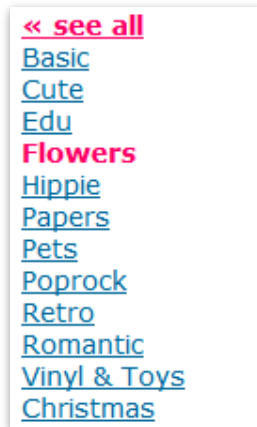 « see all
Basic
Cute
Edu
Flowers
Hippie
Papers
Pets
Poprock
Retro
Romantic
Vinyl & Toys
Christmas